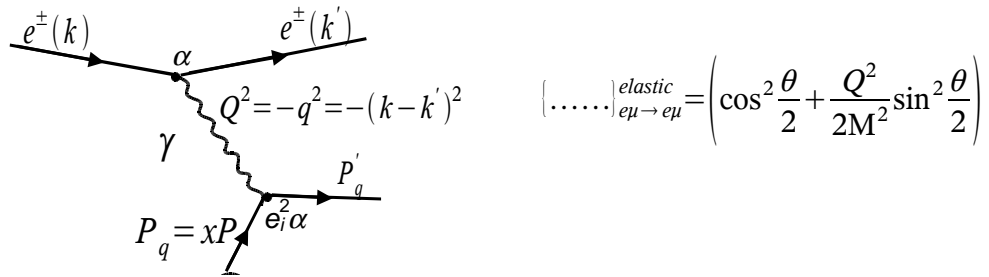 e±(k)
e±(k′)
α
Q²=−q²=−(k−k′)²
{......}elastic eμ→eμ =(cos² θ/2 + Q²/2M² sin² θ/2)
γ
P′q
e²iα
Pq=xP